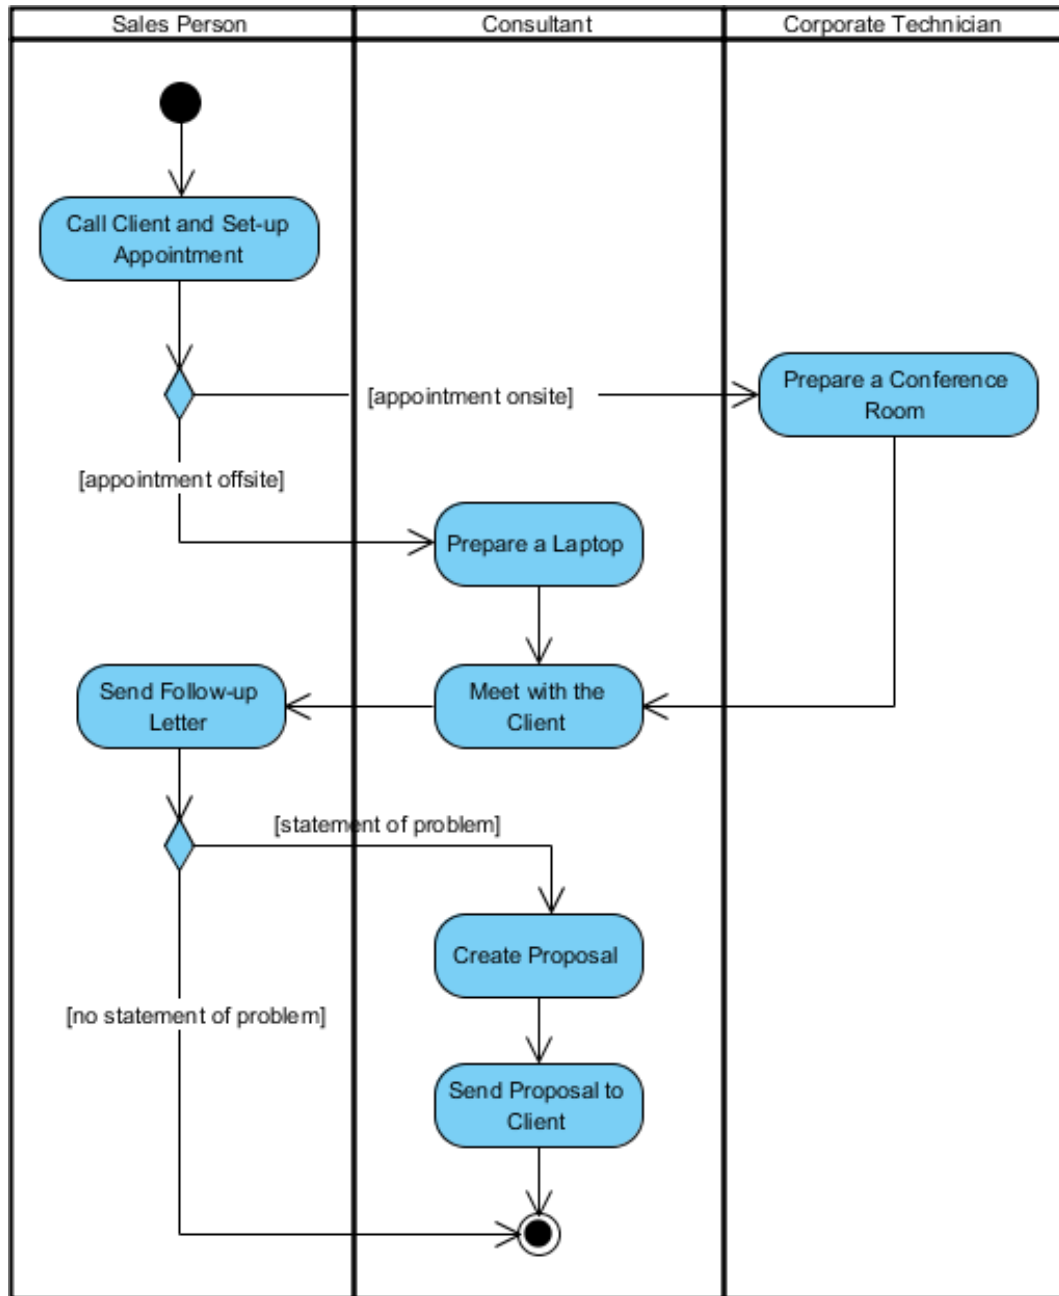 Sales Person
Consultant
Corporate Technician
Call Client and Set-up
Appointment
[appointment onsite]
Prepare a Conference
Room
[appointment offsite]
Prepare a Laptop
Send Follow-up
Letter
Meet with the
Client
[statement of problem]
Create Proposal
[no statement of problem]
Send Proposal to
Client